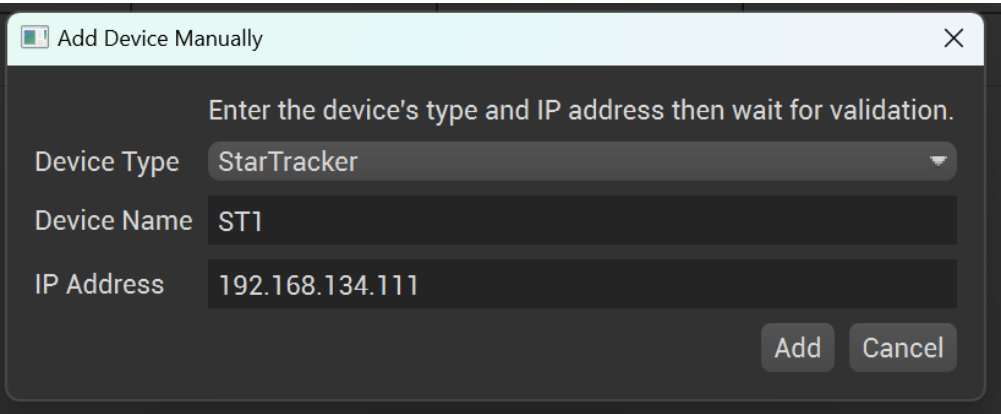 Add Device Manually
Enter the device's type and IP address then wait for validation.
Device Type StarTracker
Device Name ST1
IP Address 192.168.134.111
Add Cancel